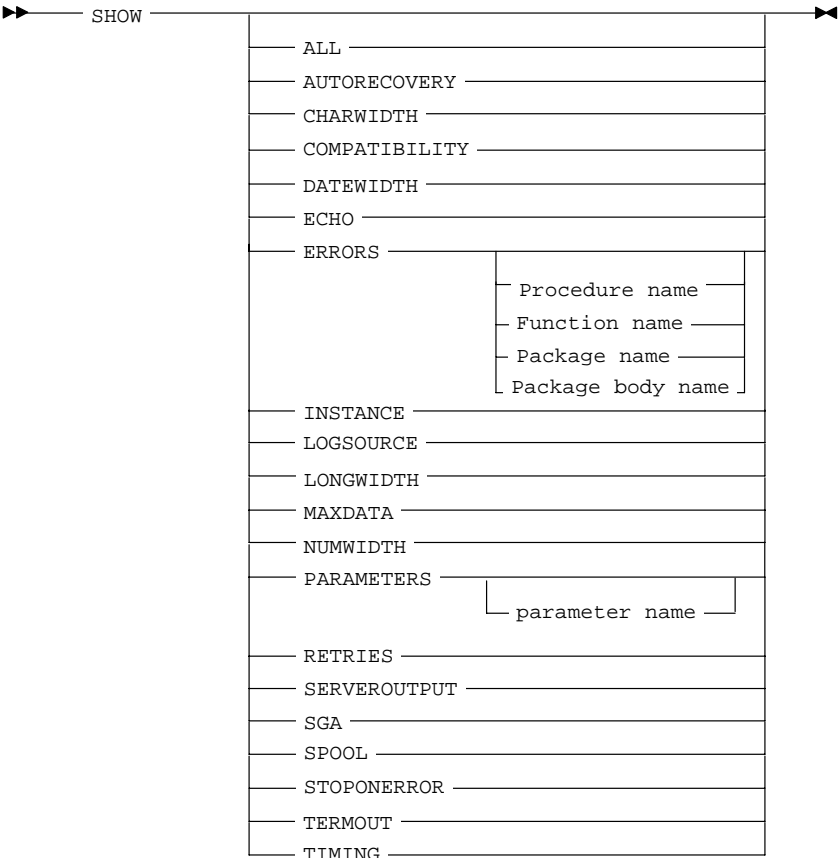 SHOW
ALL
AUTORECOVERY
CHARWIDTH
COMPATIBILITY
DATEWIDTH
ECHO
ERRORS
Procedure name
Function name
Package name
Package body name
INSTANCE
LOGSOURCE
LONGWIDTH
MAXDATA
NUMWIDTH
PARAMETERS
parameter name
RETRIES
SERVEROUTPUT
SGA
SPOOL
STOPONERROR
TERMOUT
TIMING